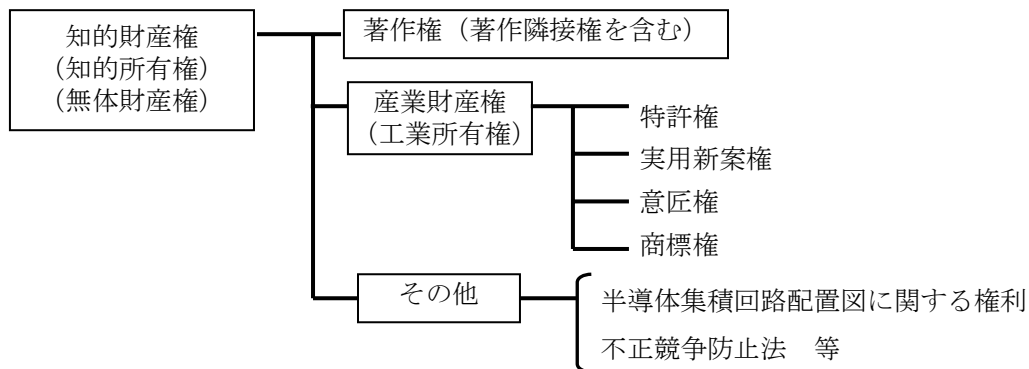 知的財産権
（知的所有権）
（無体財産権）
著作権（著作隣接権を含む）
産業財産権
（工業所有権）
特許権
実用新案権
意匠権
商標権
その他
半導体集積回路配置図に関する権利
不正競争防止法　等